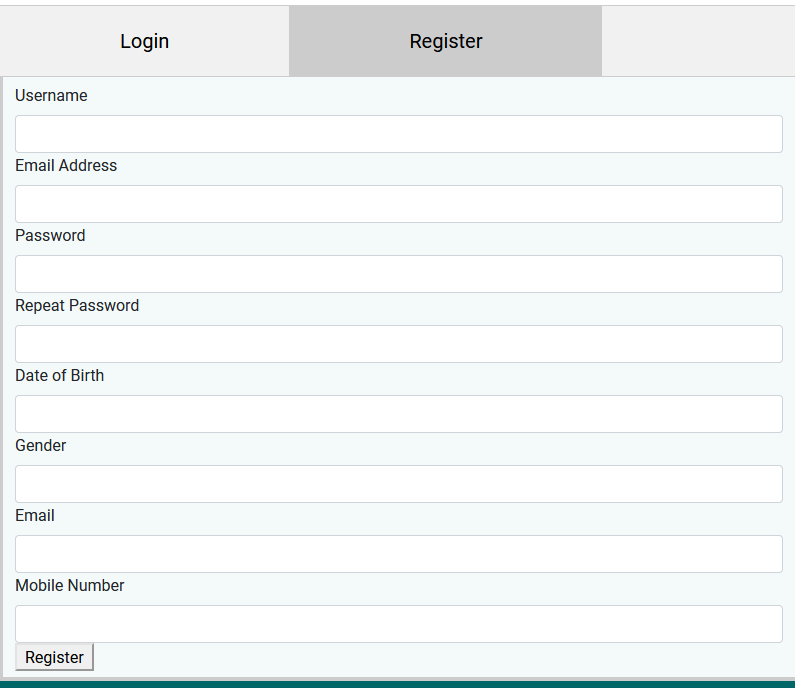 Login Register
Username
Email Address
Password
Repeat Password
Date of Birth
Gender
Email
Mobile Number
Register